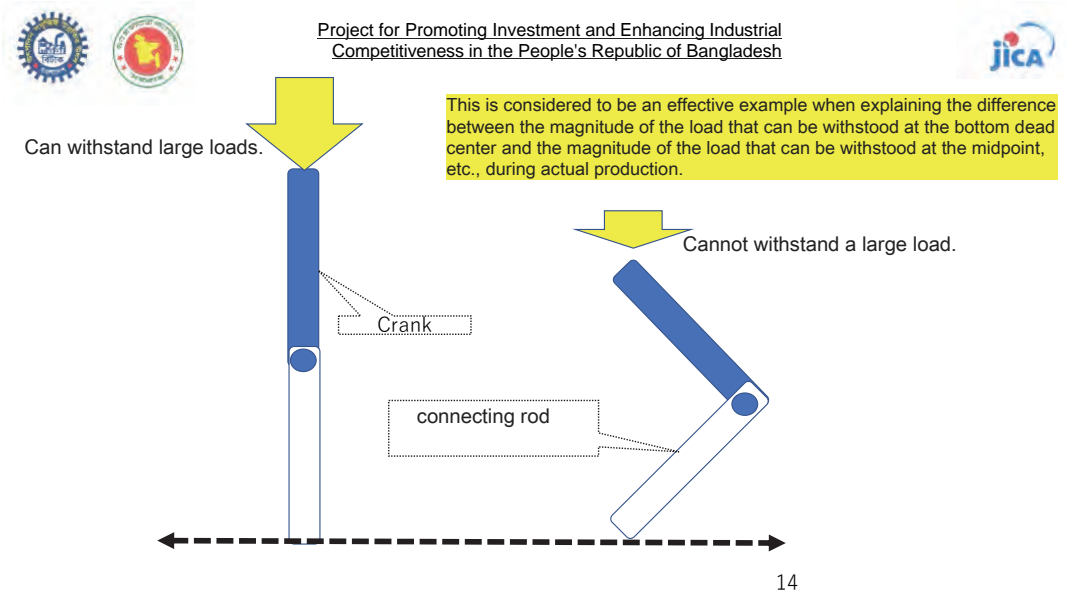 Project for Promoting Investment and Enhancing Industrial
Competitiveness in the People's Republic of Bangladesh
jICA
This is considered to be an effective example when explaining the difference
between the magnitude of the load that can be withstood at the bottom dead
center and the magnitude of the load that can be withstood at the midpoint,
etc., during actual production.
Can withstand large loads.
Cannot withstand a large load.
Crank
connecting rod
14